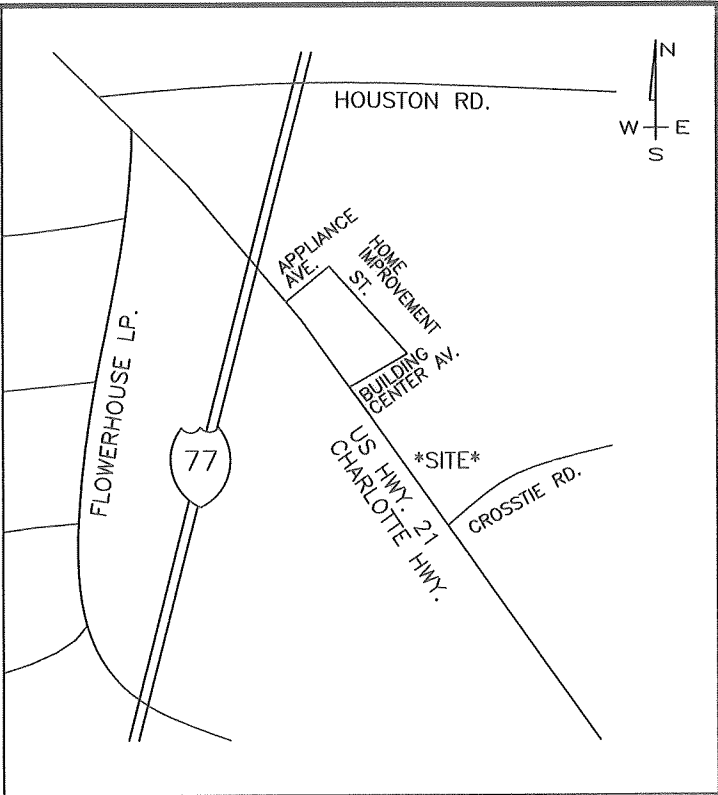 N
W E
S
HOUSTON RD.
APPLIANCE
AVE.
HOME
IMPROVEMENT
ST.
BUILDING
CENTER AV.
FLOWERHOUSE LP.
77
US HWY. 21
CHARLOTTE HWY.
*SITE*
CROSSTIE RD.